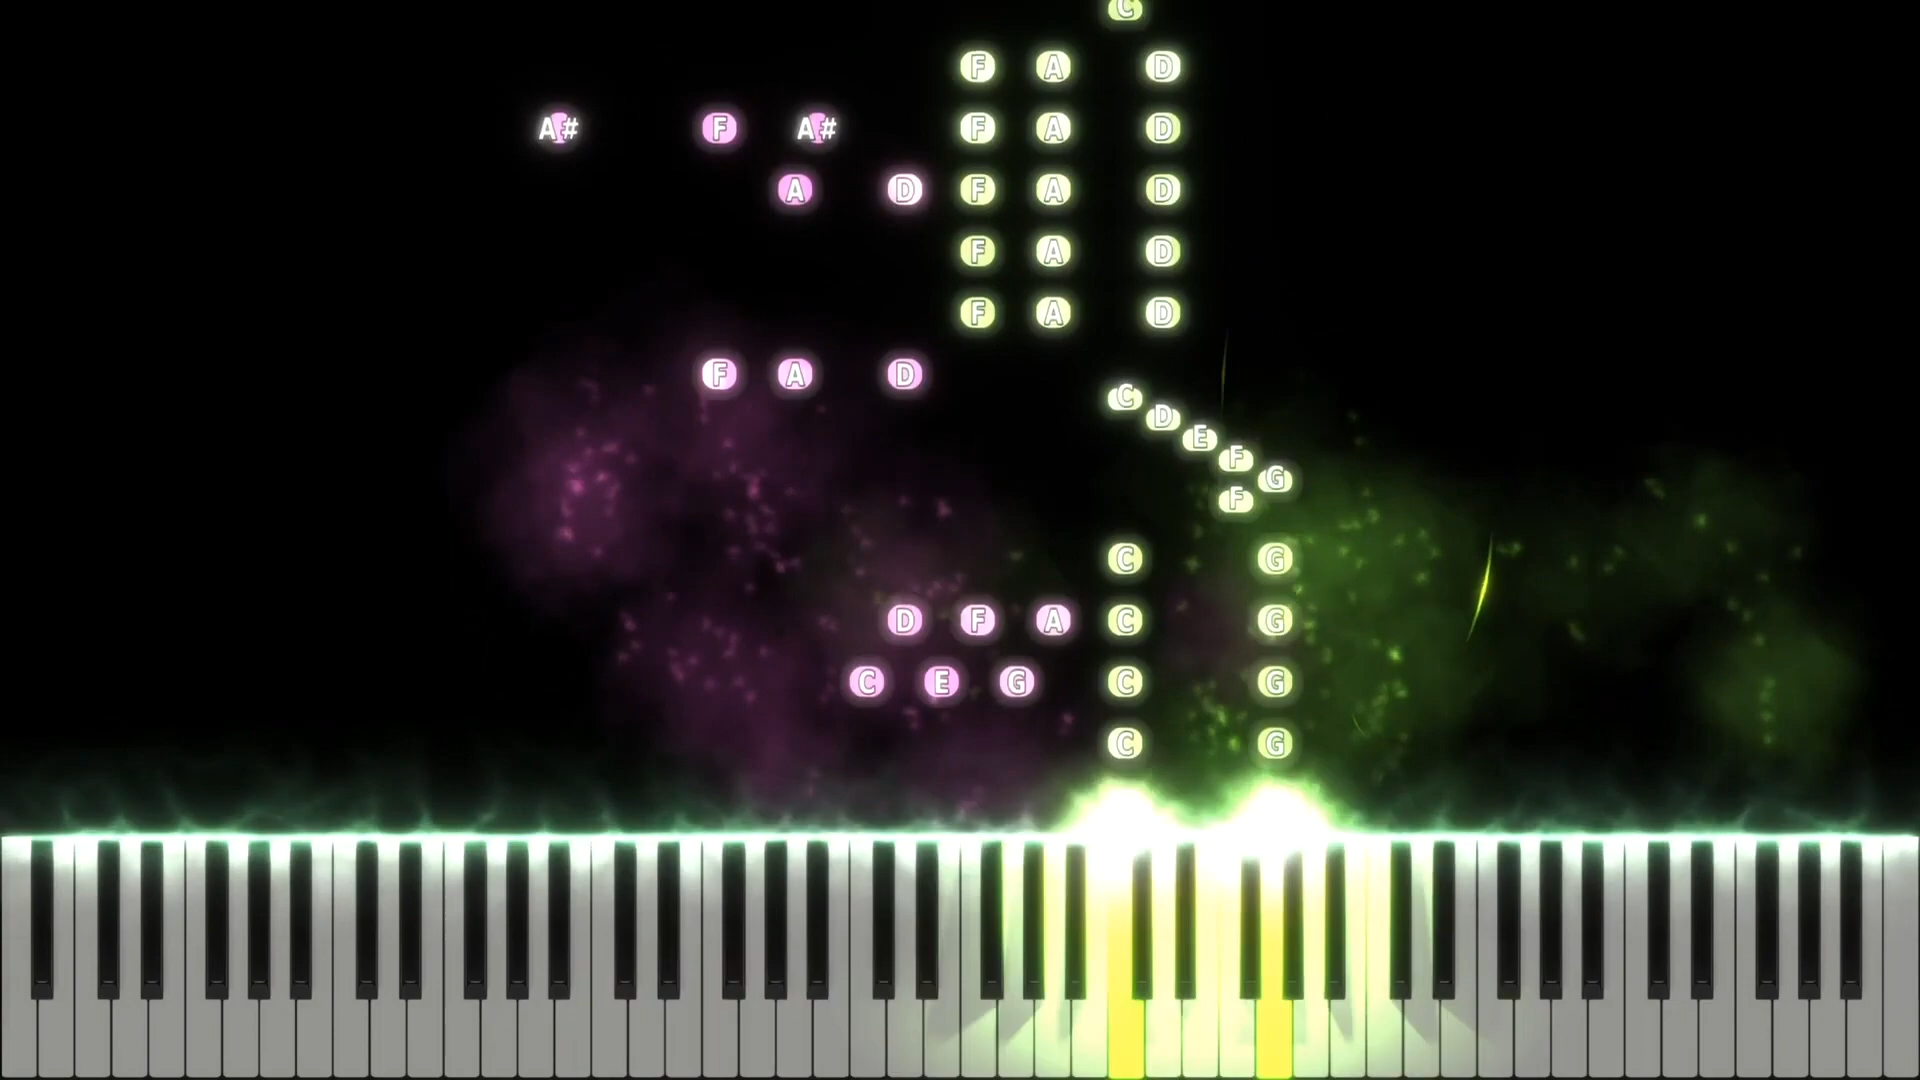 C
F A D
A# F A# F A D
A D F A D
F A D
F A D
F A D
C
D
E
F
G
F
C G
D F A C G
C E G C G
C G